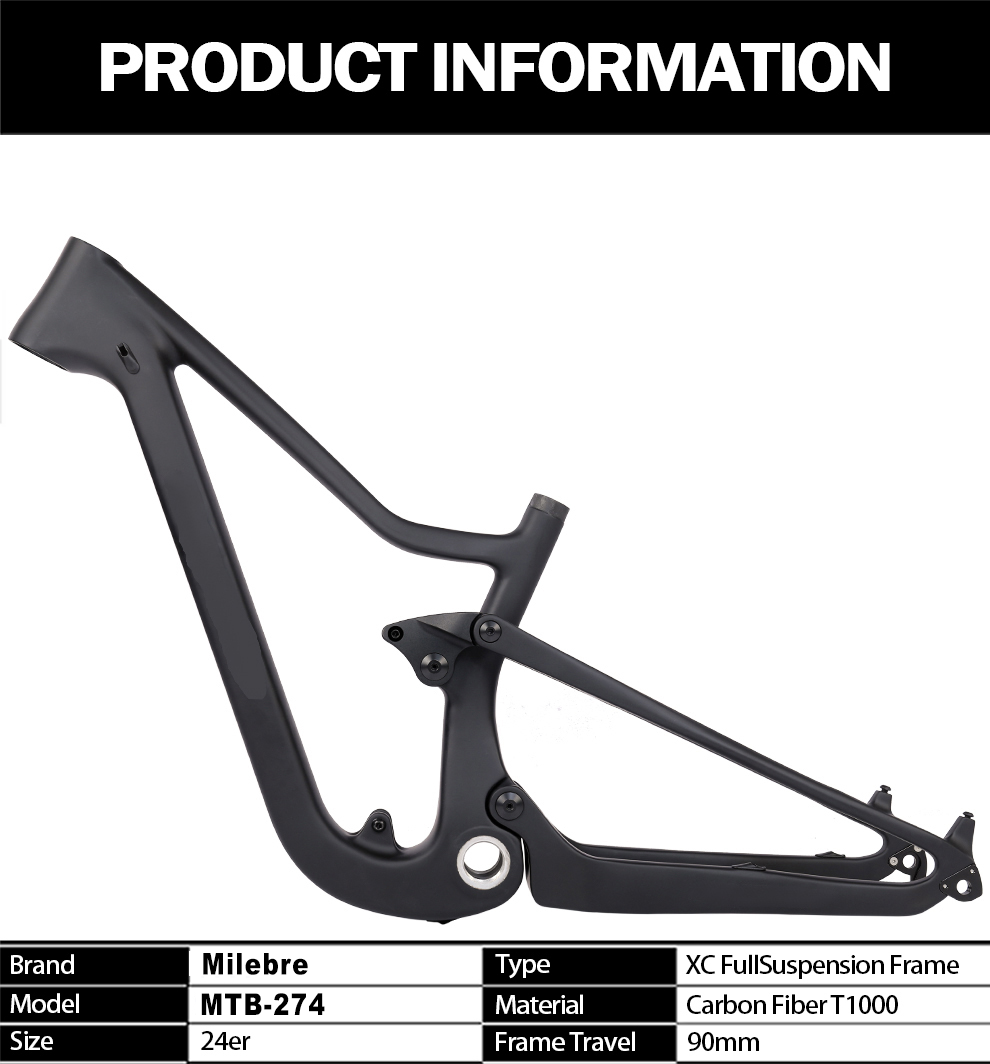 PRODUCT INFORMATION
Brand Milebre Type XC FullSuspension Frame
Model MTB-274 Material Carbon Fiber T1000
Size 24er Frame Travel 90mm